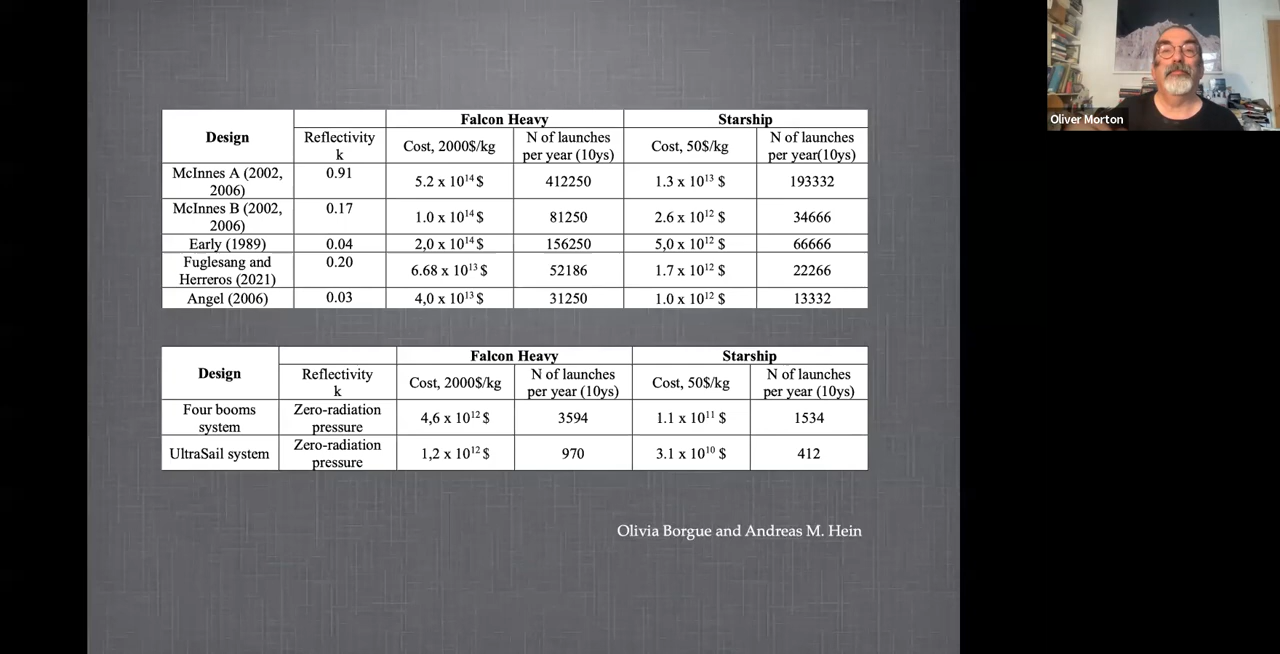 Falcon Heavy Starship
Design Reflectivity k Cost, 2000$/kg N of launches per year (10ys) Cost, 50$/kg N of launches per year(10ys)
McInnes A (2002, 2006) 0.91 5.2 x 10¹⁴ $ 412250 1.3 x 10¹³ $ 193332
McInnes B (2002, 2006) 0.17 1.0 x 10¹⁴ $ 81250 2.6 x 10¹² $ 34666
Early (1989) 0.04 2,0 x 10¹⁴ $ 156250 5,0 x 10¹² $ 66666
Fuglesang and Herreros (2021) 0.20 6.68 x 10¹³ $ 52186 1.7 x 10¹² $ 22266
Angel (2006) 0.03 4,0 x 10¹³ $ 31250 1.0 x 10¹² $ 13332
Falcon Heavy Starship
Design Reflectivity k Cost, 2000$/kg N of launches per year (10ys) Cost, 50$/kg N of launches per year (10ys)
Four booms system Zero-radiation pressure 4,6 x 10¹² $ 3594 1.1 x 10¹¹ $ 1534
UltraSail system Zero-radiation pressure 1,2 x 10¹² $ 970 3.1 x 10¹⁰ $ 412
Olivia Borgue and Andreas M. Hein
Oliver Morton